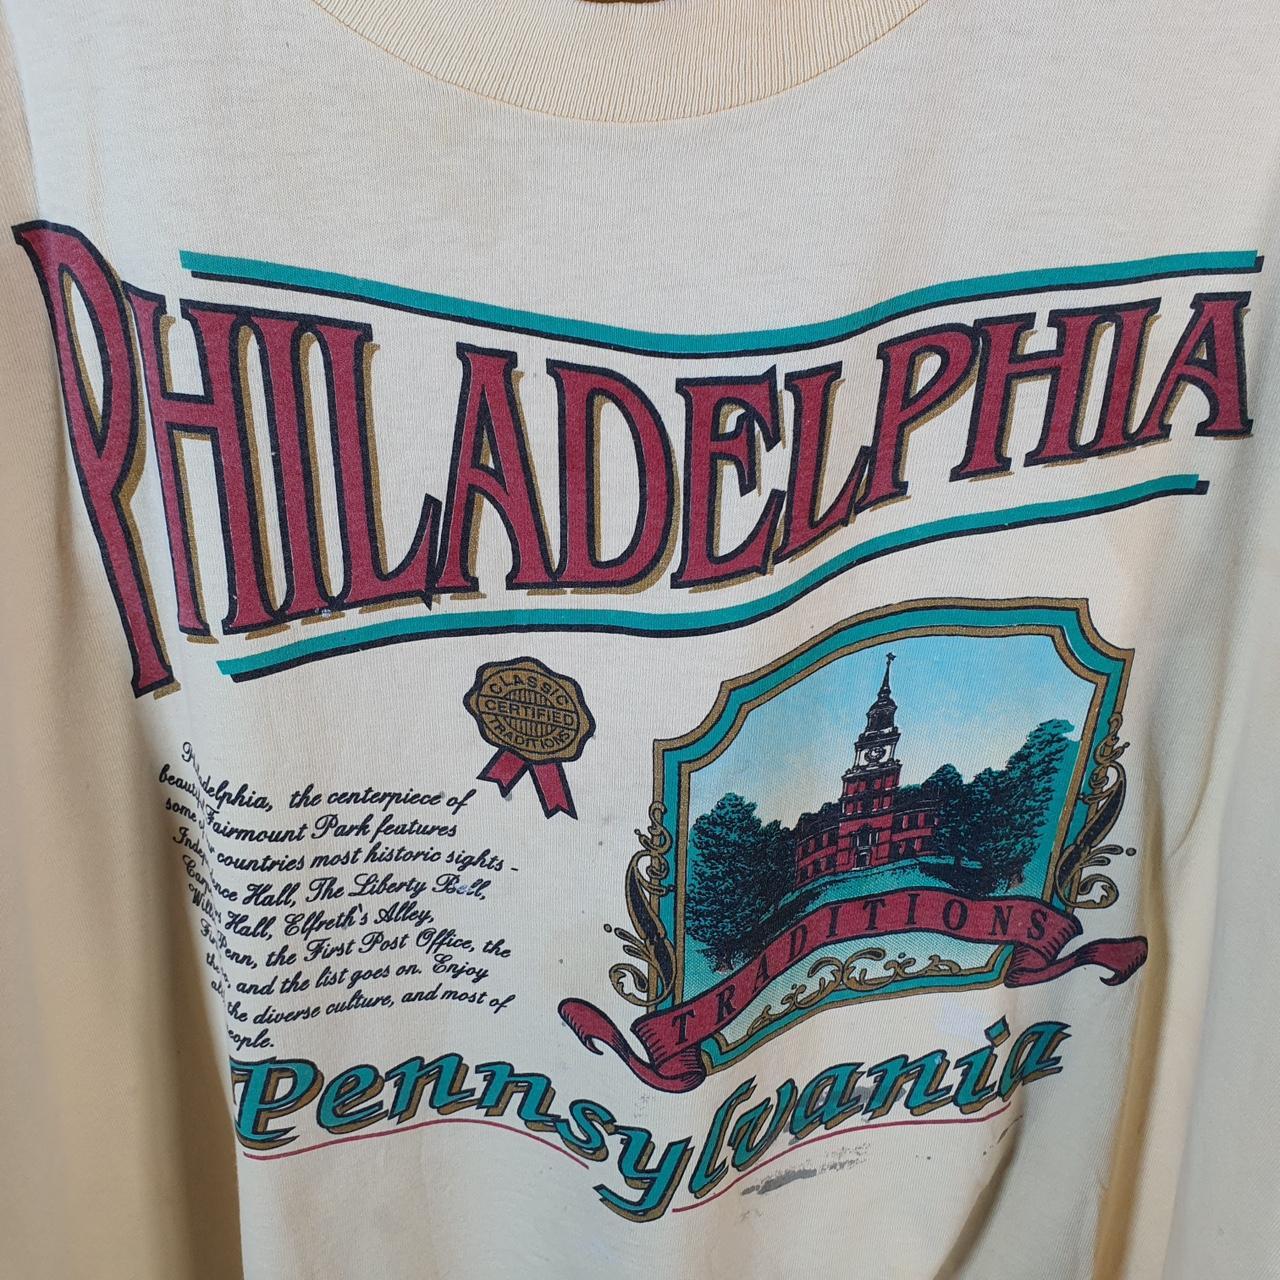 PHILADELPHIA
CLASSIC
CERTIFIED
TRADITIONS
delphia, the centerpiece of
Fairmount Park features
some countries most historic sights -
Hall, The Liberty Bell,
Hall, Elfreth's Alley,
Penn, the First Post Office, the
and the list goes on. Enjoy
the diverse culture, and most of
eople.
TRADITIONS
Pennsylvania